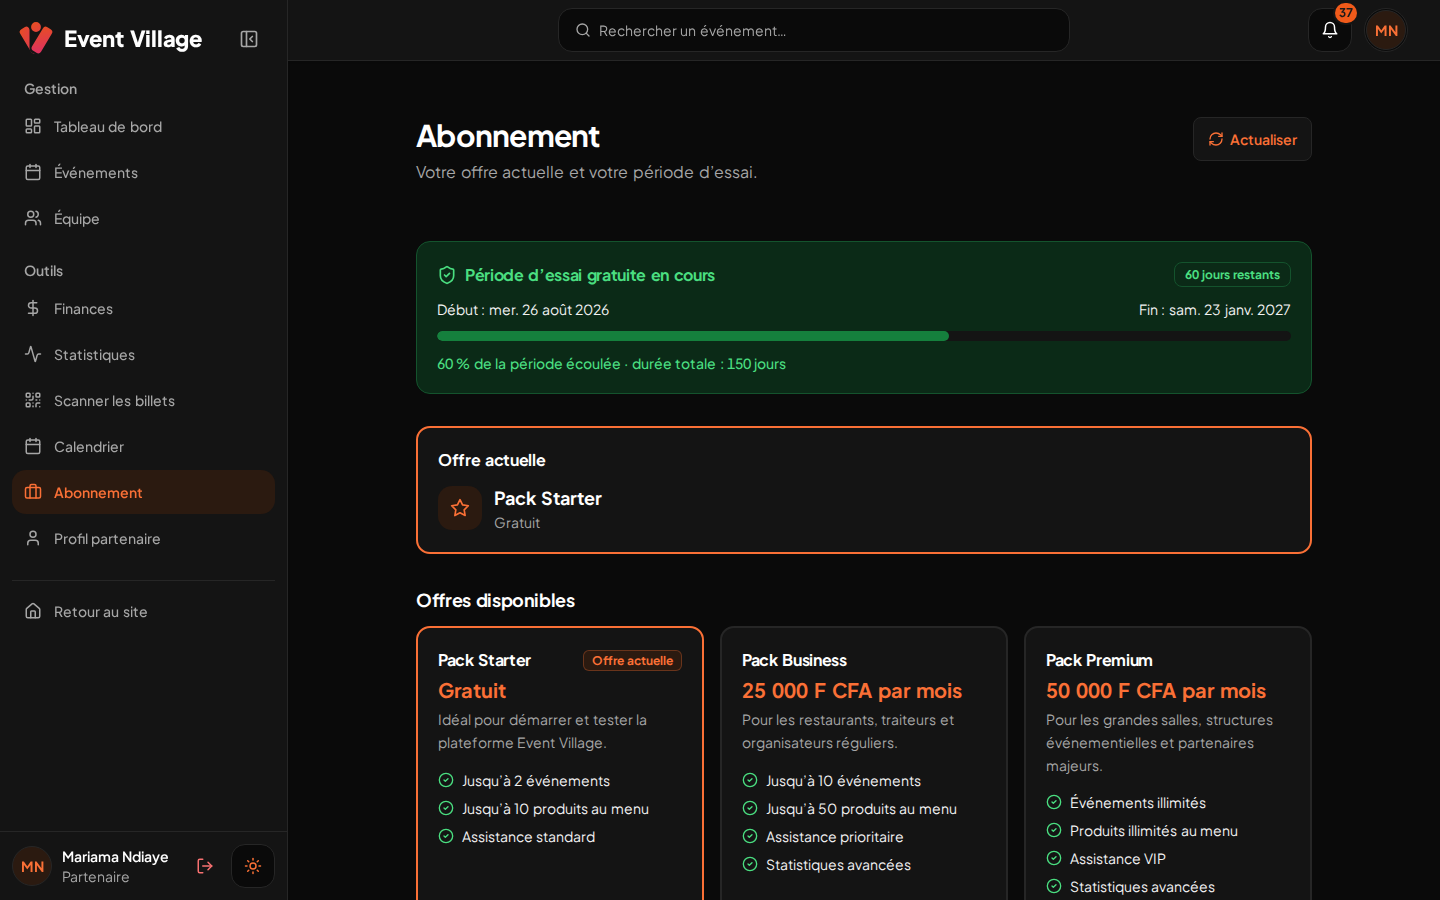 Event Village
Gestion
Tableau de bord
Événements
Équipe
Outils
Finances
Statistiques
Scanner les billets
Calendrier
Abonnement
Profil partenaire
Retour au site
MN
Mariama Ndiaye
Partenaire
Rechercher un événement...
37
MN
Abonnement
Votre offre actuelle et votre période d'essai.
Actualiser
Période d'essai gratuite en cours
60 jours restants
Début : mer. 26 août 2026
Fin : sam. 23 janv. 2027
60 % de la période écoulée · durée totale : 150 jours
Offre actuelle
Pack Starter
Gratuit
Offres disponibles
Pack Starter
Offre actuelle
Gratuit
Idéal pour démarrer et tester la
plateforme Event Village.
Jusqu'à 2 événements
Jusqu'à 10 produits au menu
Assistance standard
Pack Business
25 000 F CFA par mois
Pour les restaurants, traiteurs et
organisateurs réguliers.
Jusqu'à 10 événements
Jusqu'à 50 produits au menu
Assistance prioritaire
Statistiques avancées
Pack Premium
50 000 F CFA par mois
Pour les grandes salles, structures
événementielles et partenaires
majeurs.
Événements illimités
Produits illimités au menu
Assistance VIP
Statistiques avancées